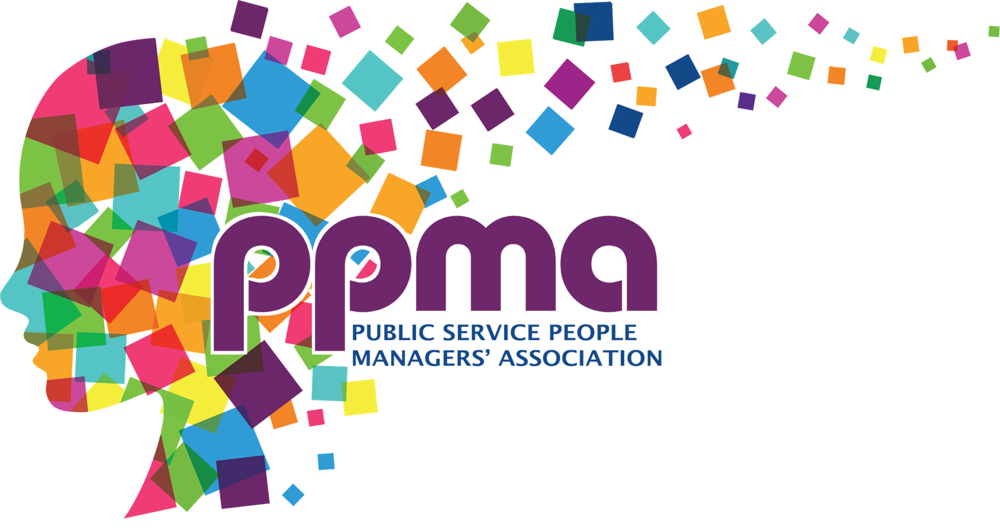 ppma
PUBLIC SERVICE PEOPLE
MANAGERS’ ASSOCIATION